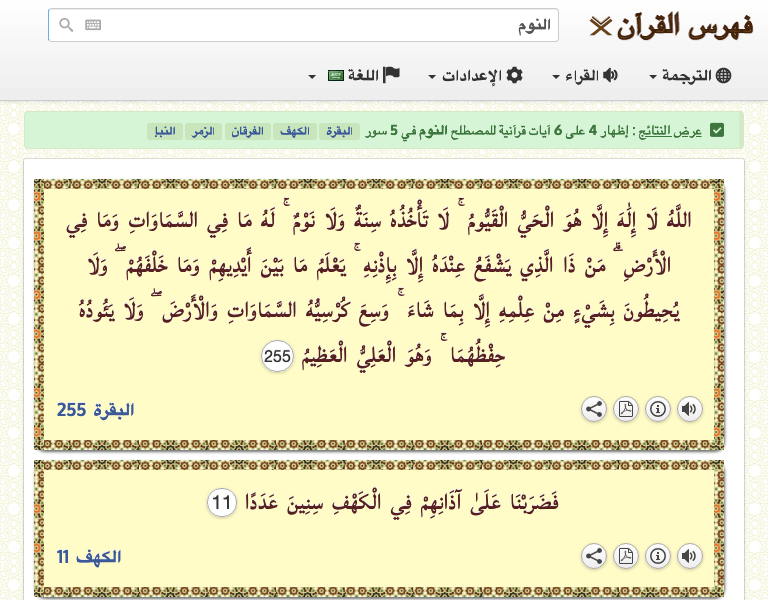 فهرس القرآن
النوم
الترجمة
القراء
الإعدادات
اللغة
عرض النتائج : إظهار 4 على 6 آيات قرآنية للمصطلح النوم في 5 سور البقرة الكهف الفرقان الزمر النبإ
اللَّهُ لَا إِلَٰهَ إِلَّا هُوَ الْحَيُّ الْقَيُّومُ ۚ لَا تَأْخُذُهُ سِنَةٌ وَلَا نَوْمٌ ۚ لَهُ مَا فِي السَّمَاوَاتِ وَمَا فِي
الْأَرْضِ ۗ مَنْ ذَا الَّذِي يَشْفَعُ عِنْدَهُ إِلَّا بِإِذْنِهِ ۚ يَعْلَمُ مَا بَيْنَ أَيْدِيهِمْ وَمَا خَلْفَهُمْ ۖ وَلَا
يُحِيطُونَ بِشَيْءٍ مِنْ عِلْمِهِ إِلَّا بِمَا شَاءَ ۚ وَسِعَ كُرْسِيُّهُ السَّمَاوَاتِ وَالْأَرْضَ ۖ وَلَا يَئُودُهُ
حِفْظُهُمَا ۚ وَهُوَ الْعَلِيُّ الْعَظِيمُ 255
البقرة 255
فَضَرَبْنَا عَلَىٰ آذَانِهِمْ فِي الْكَهْفِ سِنِينَ عَدَدًا 11
الكهف 11